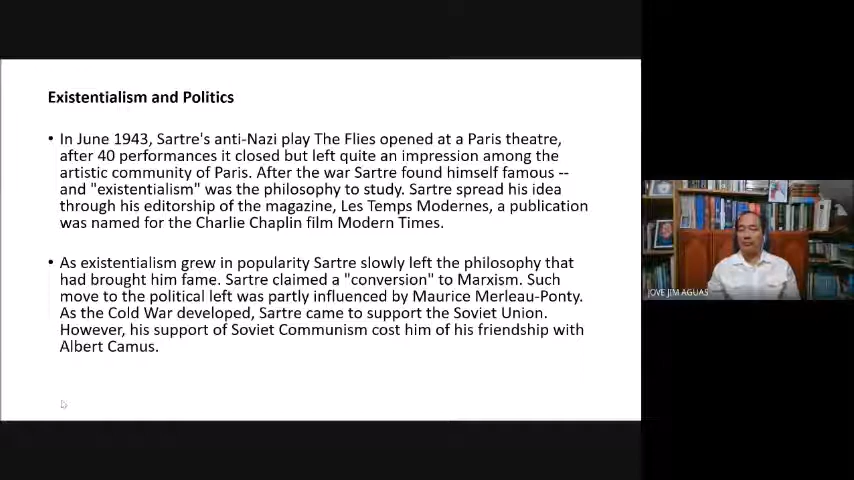 Existentialism and Politics
• In June 1943, Sartre's anti-Nazi play The Flies opened at a Paris theatre,
after 40 performances it closed but left quite an impression among the
artistic community of Paris. After the war Sartre found himself famous --
and "existentialism" was the philosophy to study. Sartre spread his idea
through his editorship of the magazine, Les Temps Modernes, a publication
was named for the Charlie Chaplin film Modern Times.
• As existentialism grew in popularity Sartre slowly left the philosophy that
had brought him fame. Sartre claimed a "conversion" to Marxism. Such
move to the political left was partly influenced by Maurice Merleau-Ponty.
As the Cold War developed, Sartre came to support the Soviet Union.
However, his support of Soviet Communism cost him of his friendship with
Albert Camus.
JOVE JIM AGUAS